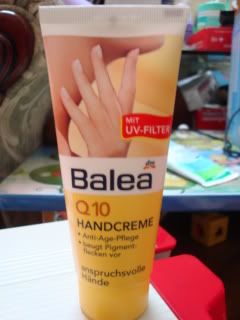 MIT
UV-FILTER
dm
Balea
Q10
HANDCREME
• Anti-Age-Pflege
• beugt Pigment-
flecken vor
anspruchsvolle
Hände